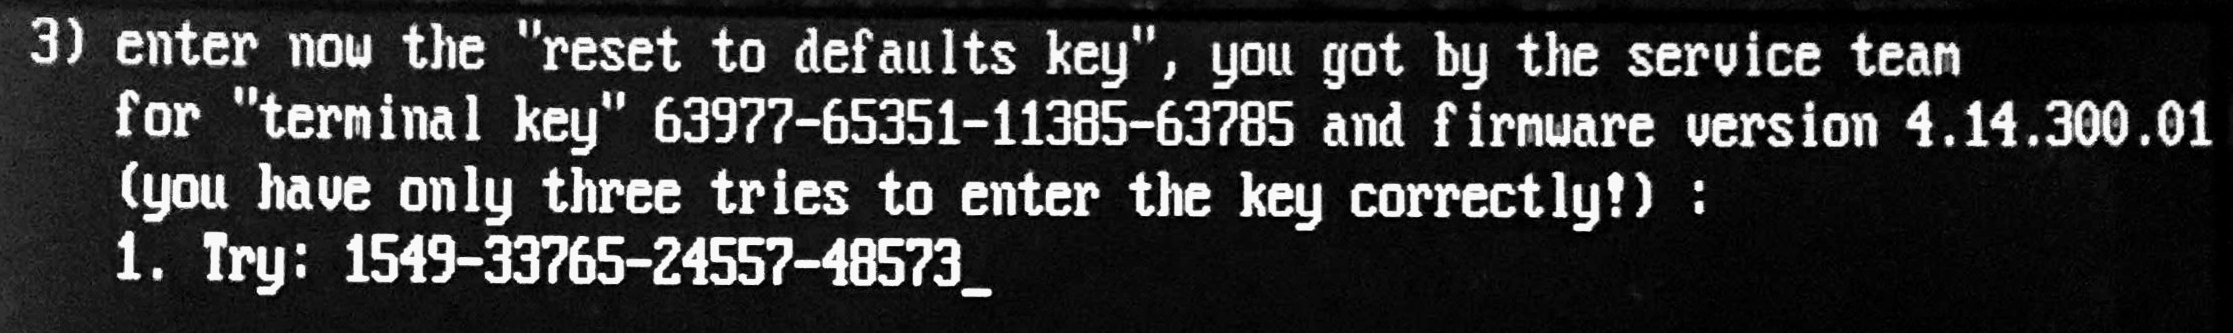 3) enter now the "reset to defaults key", you got by the service team
for "terminal key" 63977-65351-11385-63785 and firmware version 4.14.300.01
(you have only three tries to enter the key correctly!) :
1. Try: 1549-33765-24557-48573_